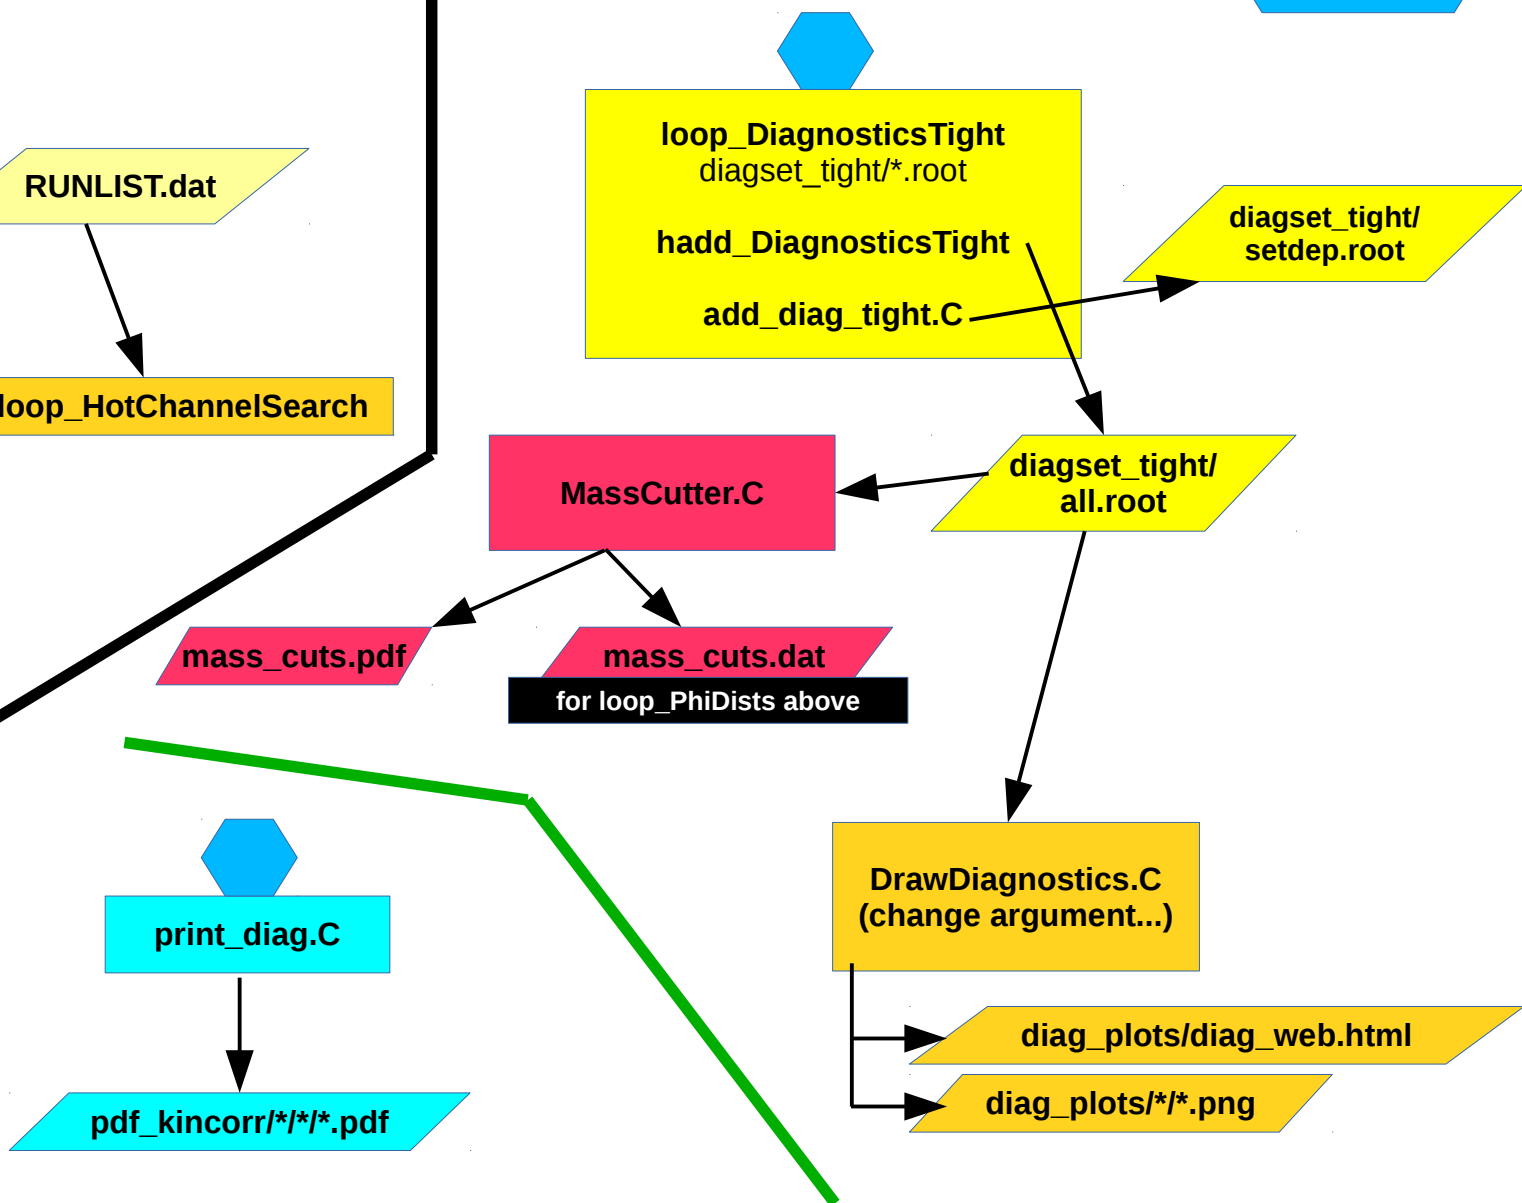 loop_DiagnosticsTight
diagset_tight/*.root
hadd_DiagnosticsTight
add_diag_tight.C
diagset_tight/
setdep.root
RUNLIST.dat
loop_HotChannelSearch
MassCutter.C
diagset_tight/
all.root
mass_cuts.pdf
mass_cuts.dat
for loop_PhiDists above
DrawDiagnostics.C
(change argument...)
print_diag.C
diag_plots/diag_web.html
diag_plots/*/*.png
pdf_kincorr/*/*/*.pdf